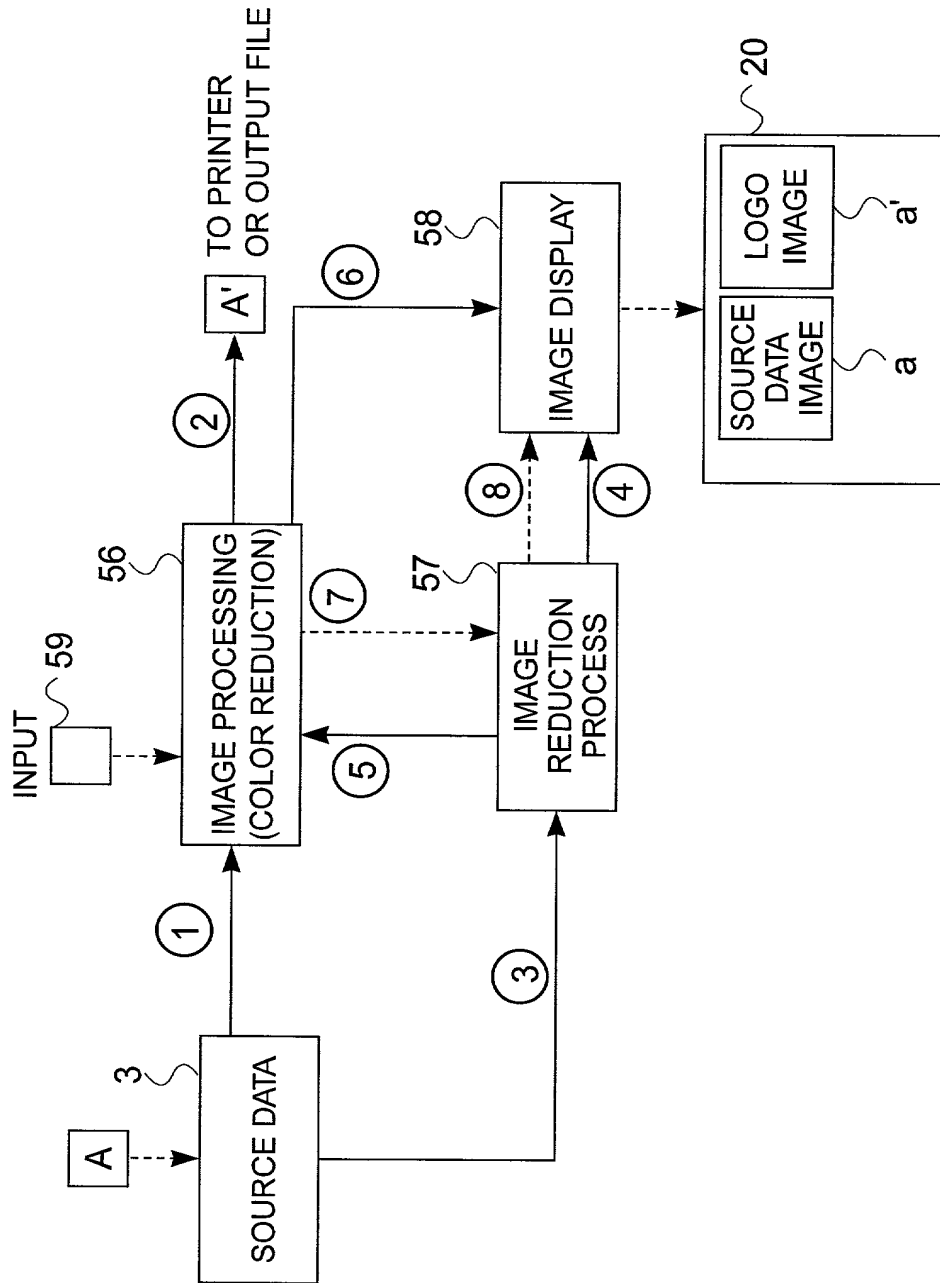 A
3
SOURCE DATA
1
INPUT
59
56
IMAGE PROCESSING
(COLOR REDUCTION)
2
A'
TO PRINTER
OR OUTPUT FILE
3
5
7
6
57
IMAGE
REDUCTION
PROCESS
8
4
58
IMAGE DISPLAY
20
SOURCE
DATA
IMAGE
LOGO
IMAGE
a
a'